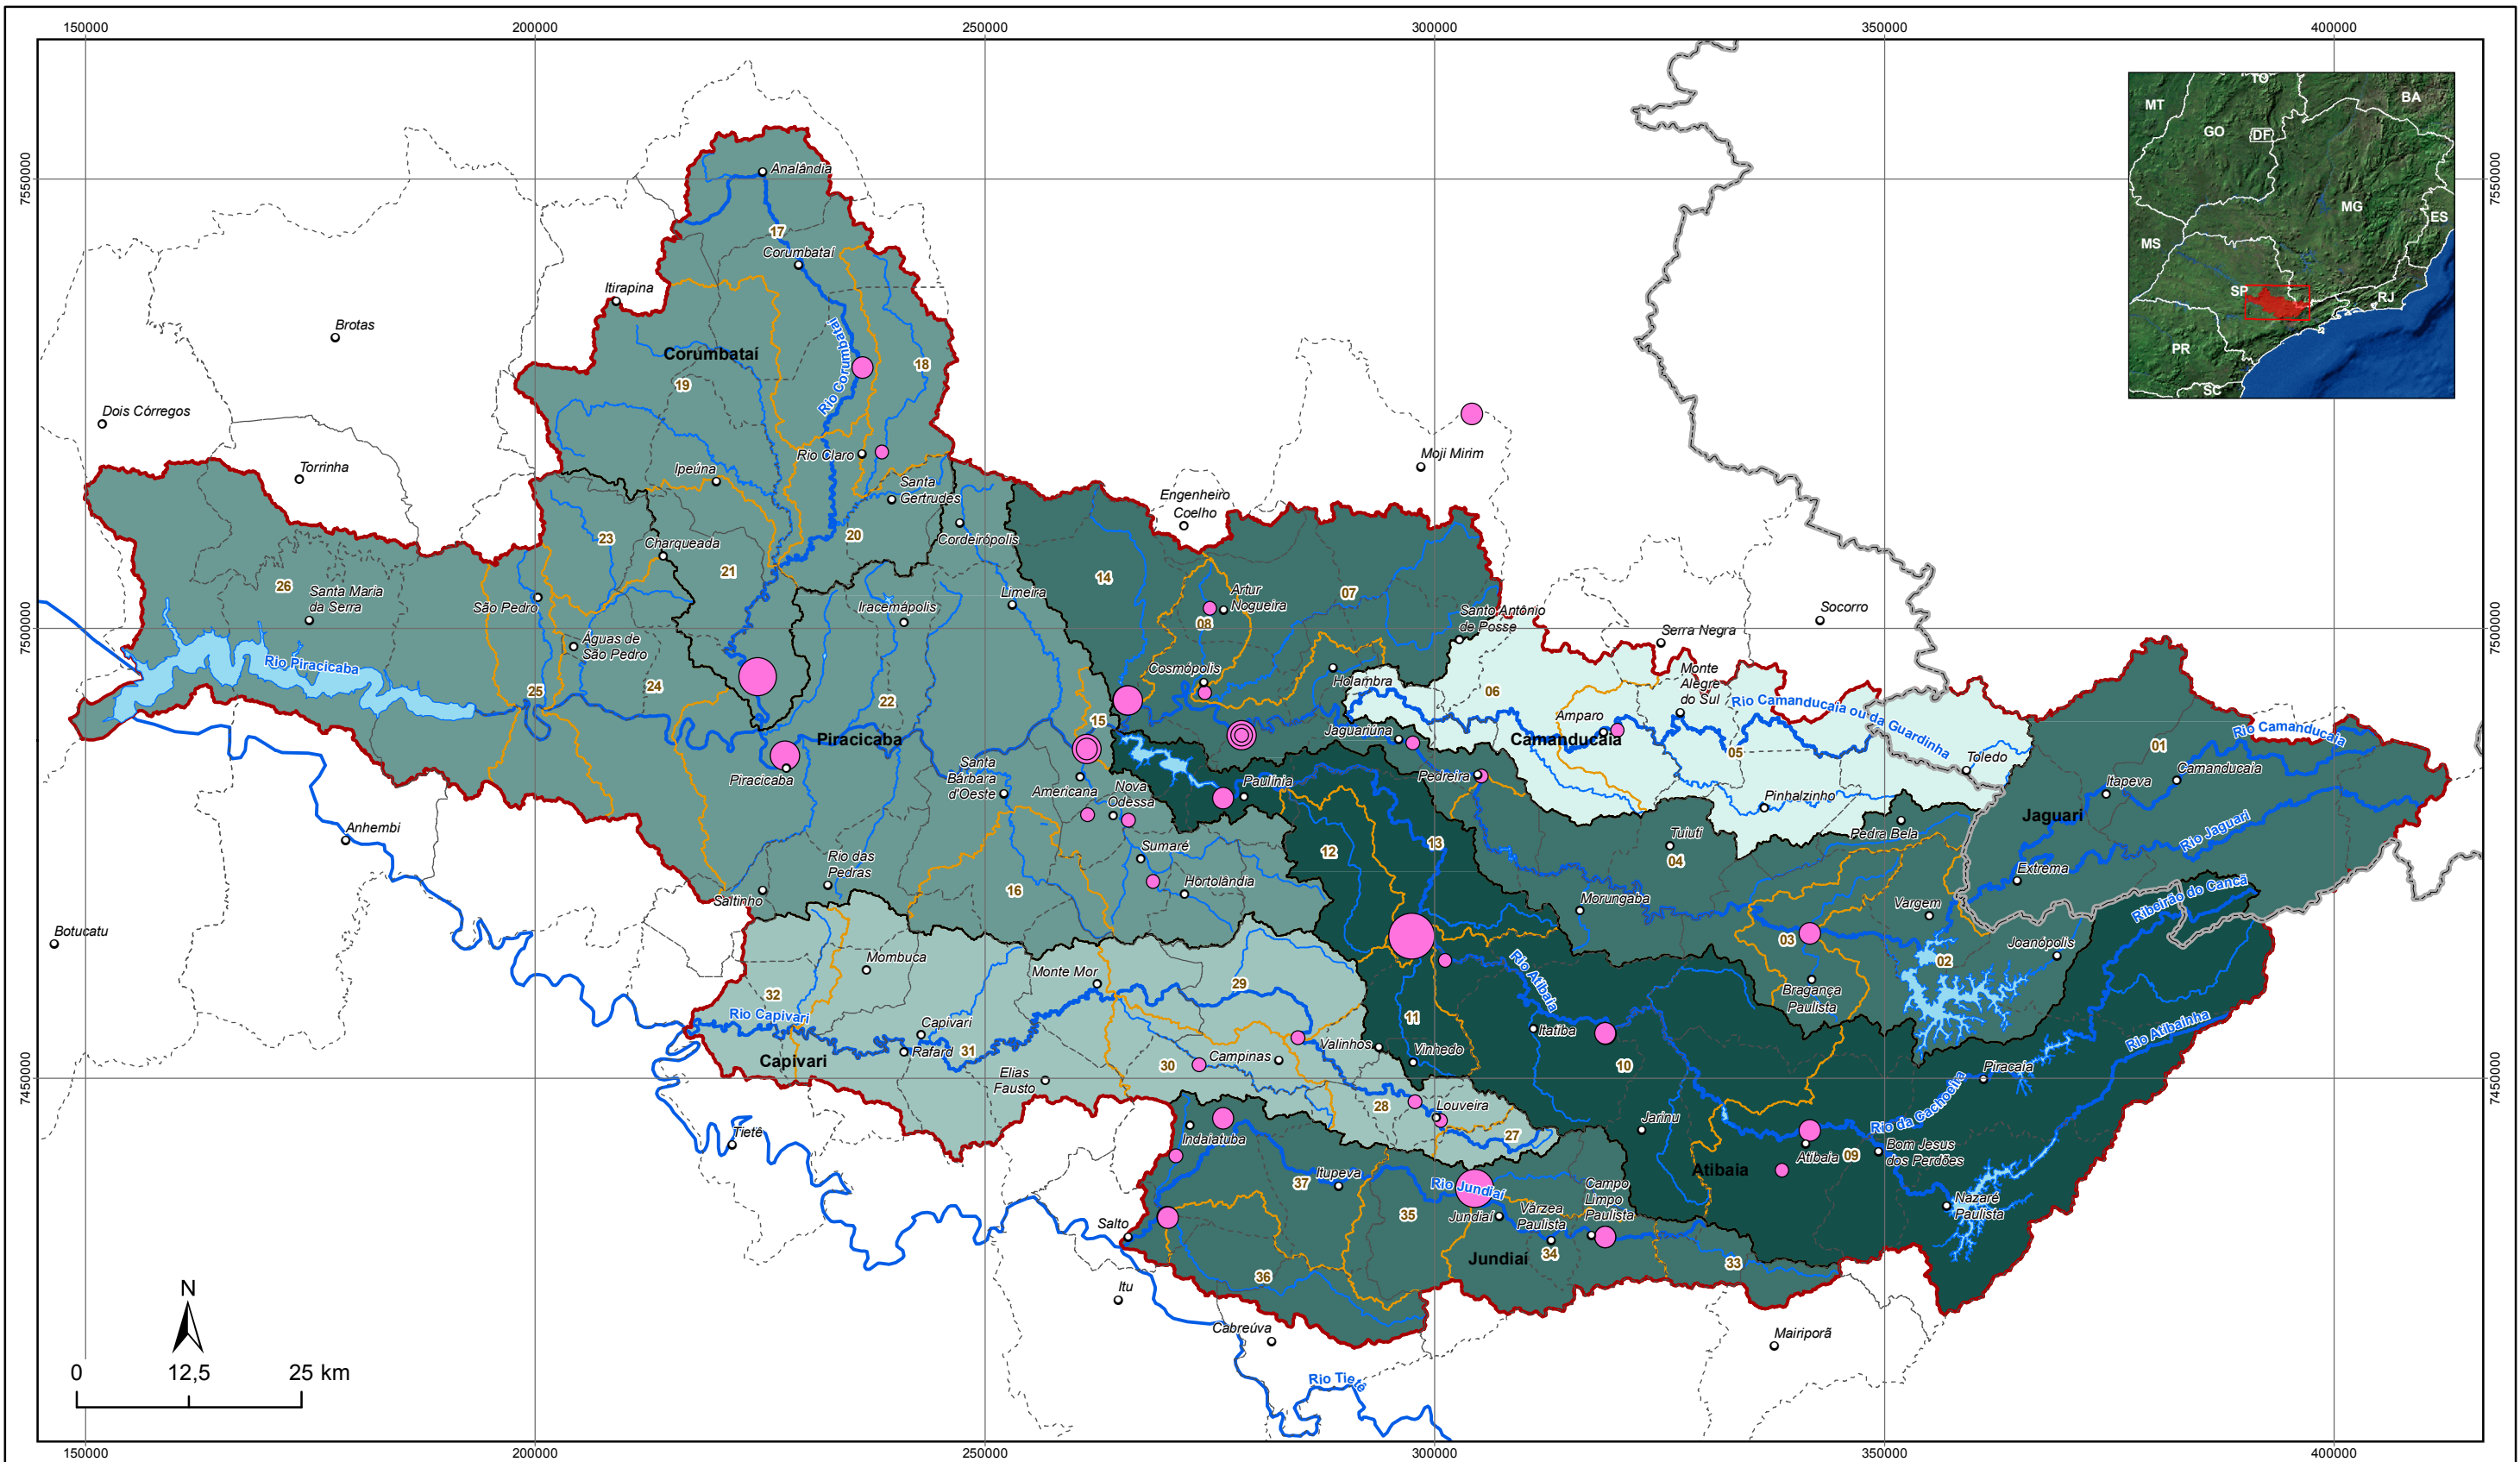 150000
200000
250000
300000
350000
400000
7550000
7550000
7500000
7500000
7450000
7450000
TO
MT
BA
GO
DF
MG
ES
MS
SP
RJ
PR
SC
Analândia
17
Corumbataí
Itirapina
Brotas
Rio Corumbataí
Corumbataí
18
19
Dois Córregos
Torrinha
Ipeúna
Rio Claro
Santa
Gertrudes
Moji Mirim
Engenheiro
Coelho
23
Charqueada
20
Cordeirópolis
21
14
26
Santa Maria
da Serra
São Pedro
Iracemápolis
Limeira
Artur
Nogueira
07
08
Santo Antônio
de Posse
Socorro
Serra Negra
Águas de
São Pedro
Rio Piracicaba
24
25
22
15
Cosmópolis
Holambra
06
Monte
Alegre
do Sul
Rio Camanducaia ou da Guardinha
Amparo
Camanducaia
05
Jaguariúna
Piracicaba
Piracicaba
Santa
Bárbara
d'Oeste
Americana
Nova
Odessa
Paulínia
Pedreira
Toledo
Pinhalzinho
01
Rio Camanducaia
Camanducaia
Itapeva
Jaguari
Rio Jaguari
Anhembi
Rio das
Pedras
Saltinho
Sumaré
Hortolândia
16
12
13
Tuiuti
04
Pedra Bela
Extrema
Morungaba
Vargem
Ribeirão do Cancã
Botucatu
Mombuca
Monte Mor
29
Rio Atibaia
03
02
Joanópolis
Bragança
Paulista
32
Rio Capivari
Capivari
Rafard
31
Capivari
Elias
Fausto
30
Campinas
Valinhos
Vinhedo
11
Itatiba
10
Rio Atibainha
Piracaia
Rio da Cachoeira
28
Louveira
27
Jarinu
Tietê
Indaiatuba
Itupeva
37
Rio Jundiaí
Jundiaí
35
Várzea
Paulista
Campo
Limpo
Paulista
Atibaia
Atibaia
09
Bom Jesus
dos Perdões
Nazaré
Paulista
Salto
34
Jundiaí
33
36
Itu
Cabreúva
Mairiporã
Rio Tietê
N
0
12,5
25 km
150000
200000
250000
300000
350000
400000